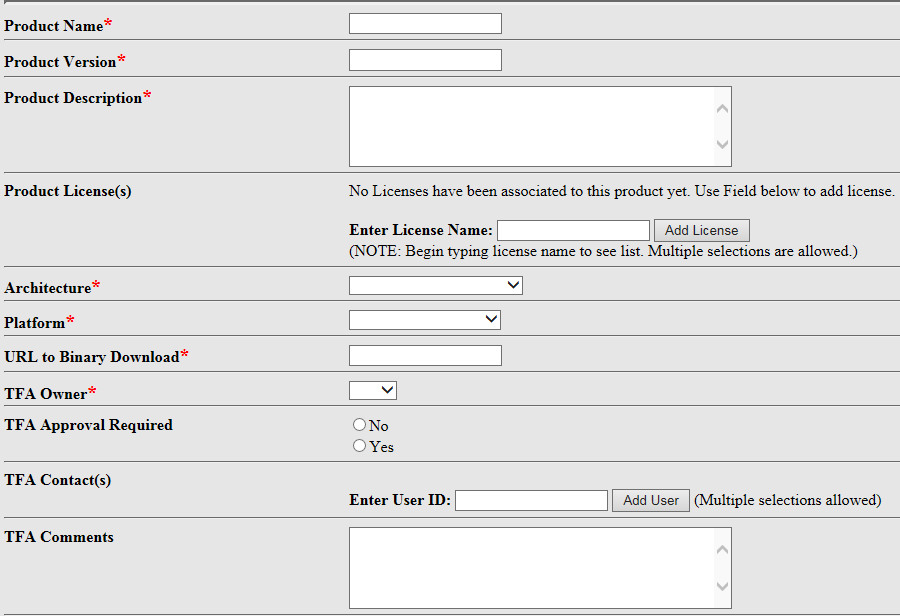 Product Name*
Product Version*
Product Description*
Product License(s)
No Licenses have been associated to this product yet. Use Field below to add license.
Enter License Name: Add License
(NOTE: Begin typing license name to see list. Multiple selections are allowed.)
Architecture*
Platform*
URL to Binary Download*
TFA Owner*
TFA Approval Required
No
Yes
TFA Contact(s)
Enter User ID: Add User (Multiple selections allowed)
TFA Comments